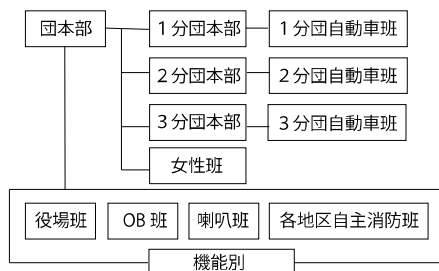 団本部 1分団本部 1分団自動車班
2分団本部 2分団自動車班
3分団本部 3分団自動車班
女性班
役場班 OB班 喇叭班 各地区自主消防班
機能別